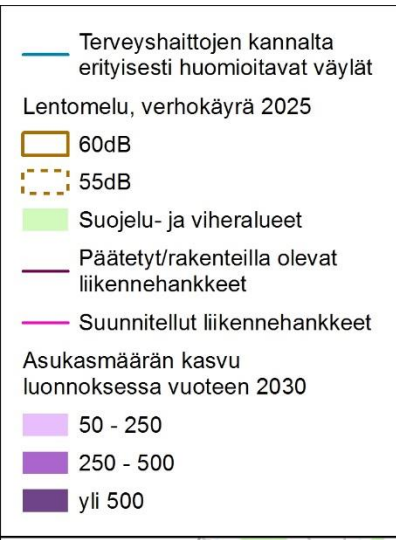 Terveyshaittojen kannalta
erityisesti huomioitavat väylät
Lentomelu, verhokäyrä 2025
60dB
55dB
Suojelu- ja viheralueet
Päätetyt/rakenteilla olevat
liikennehankkeet
Suunnitellut liikennehankkeet
Asukasmäärän kasvu
luonnoksessa vuoteen 2030
50 - 250
250 - 500
yli 500